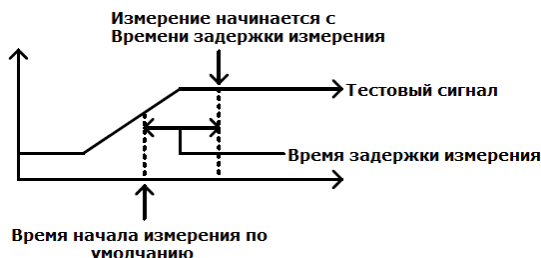 Измерение начинается с
Времени задержки измерения
Тестовый сигнал
Время задержки измерения
Время начала измерения по
умолчанию